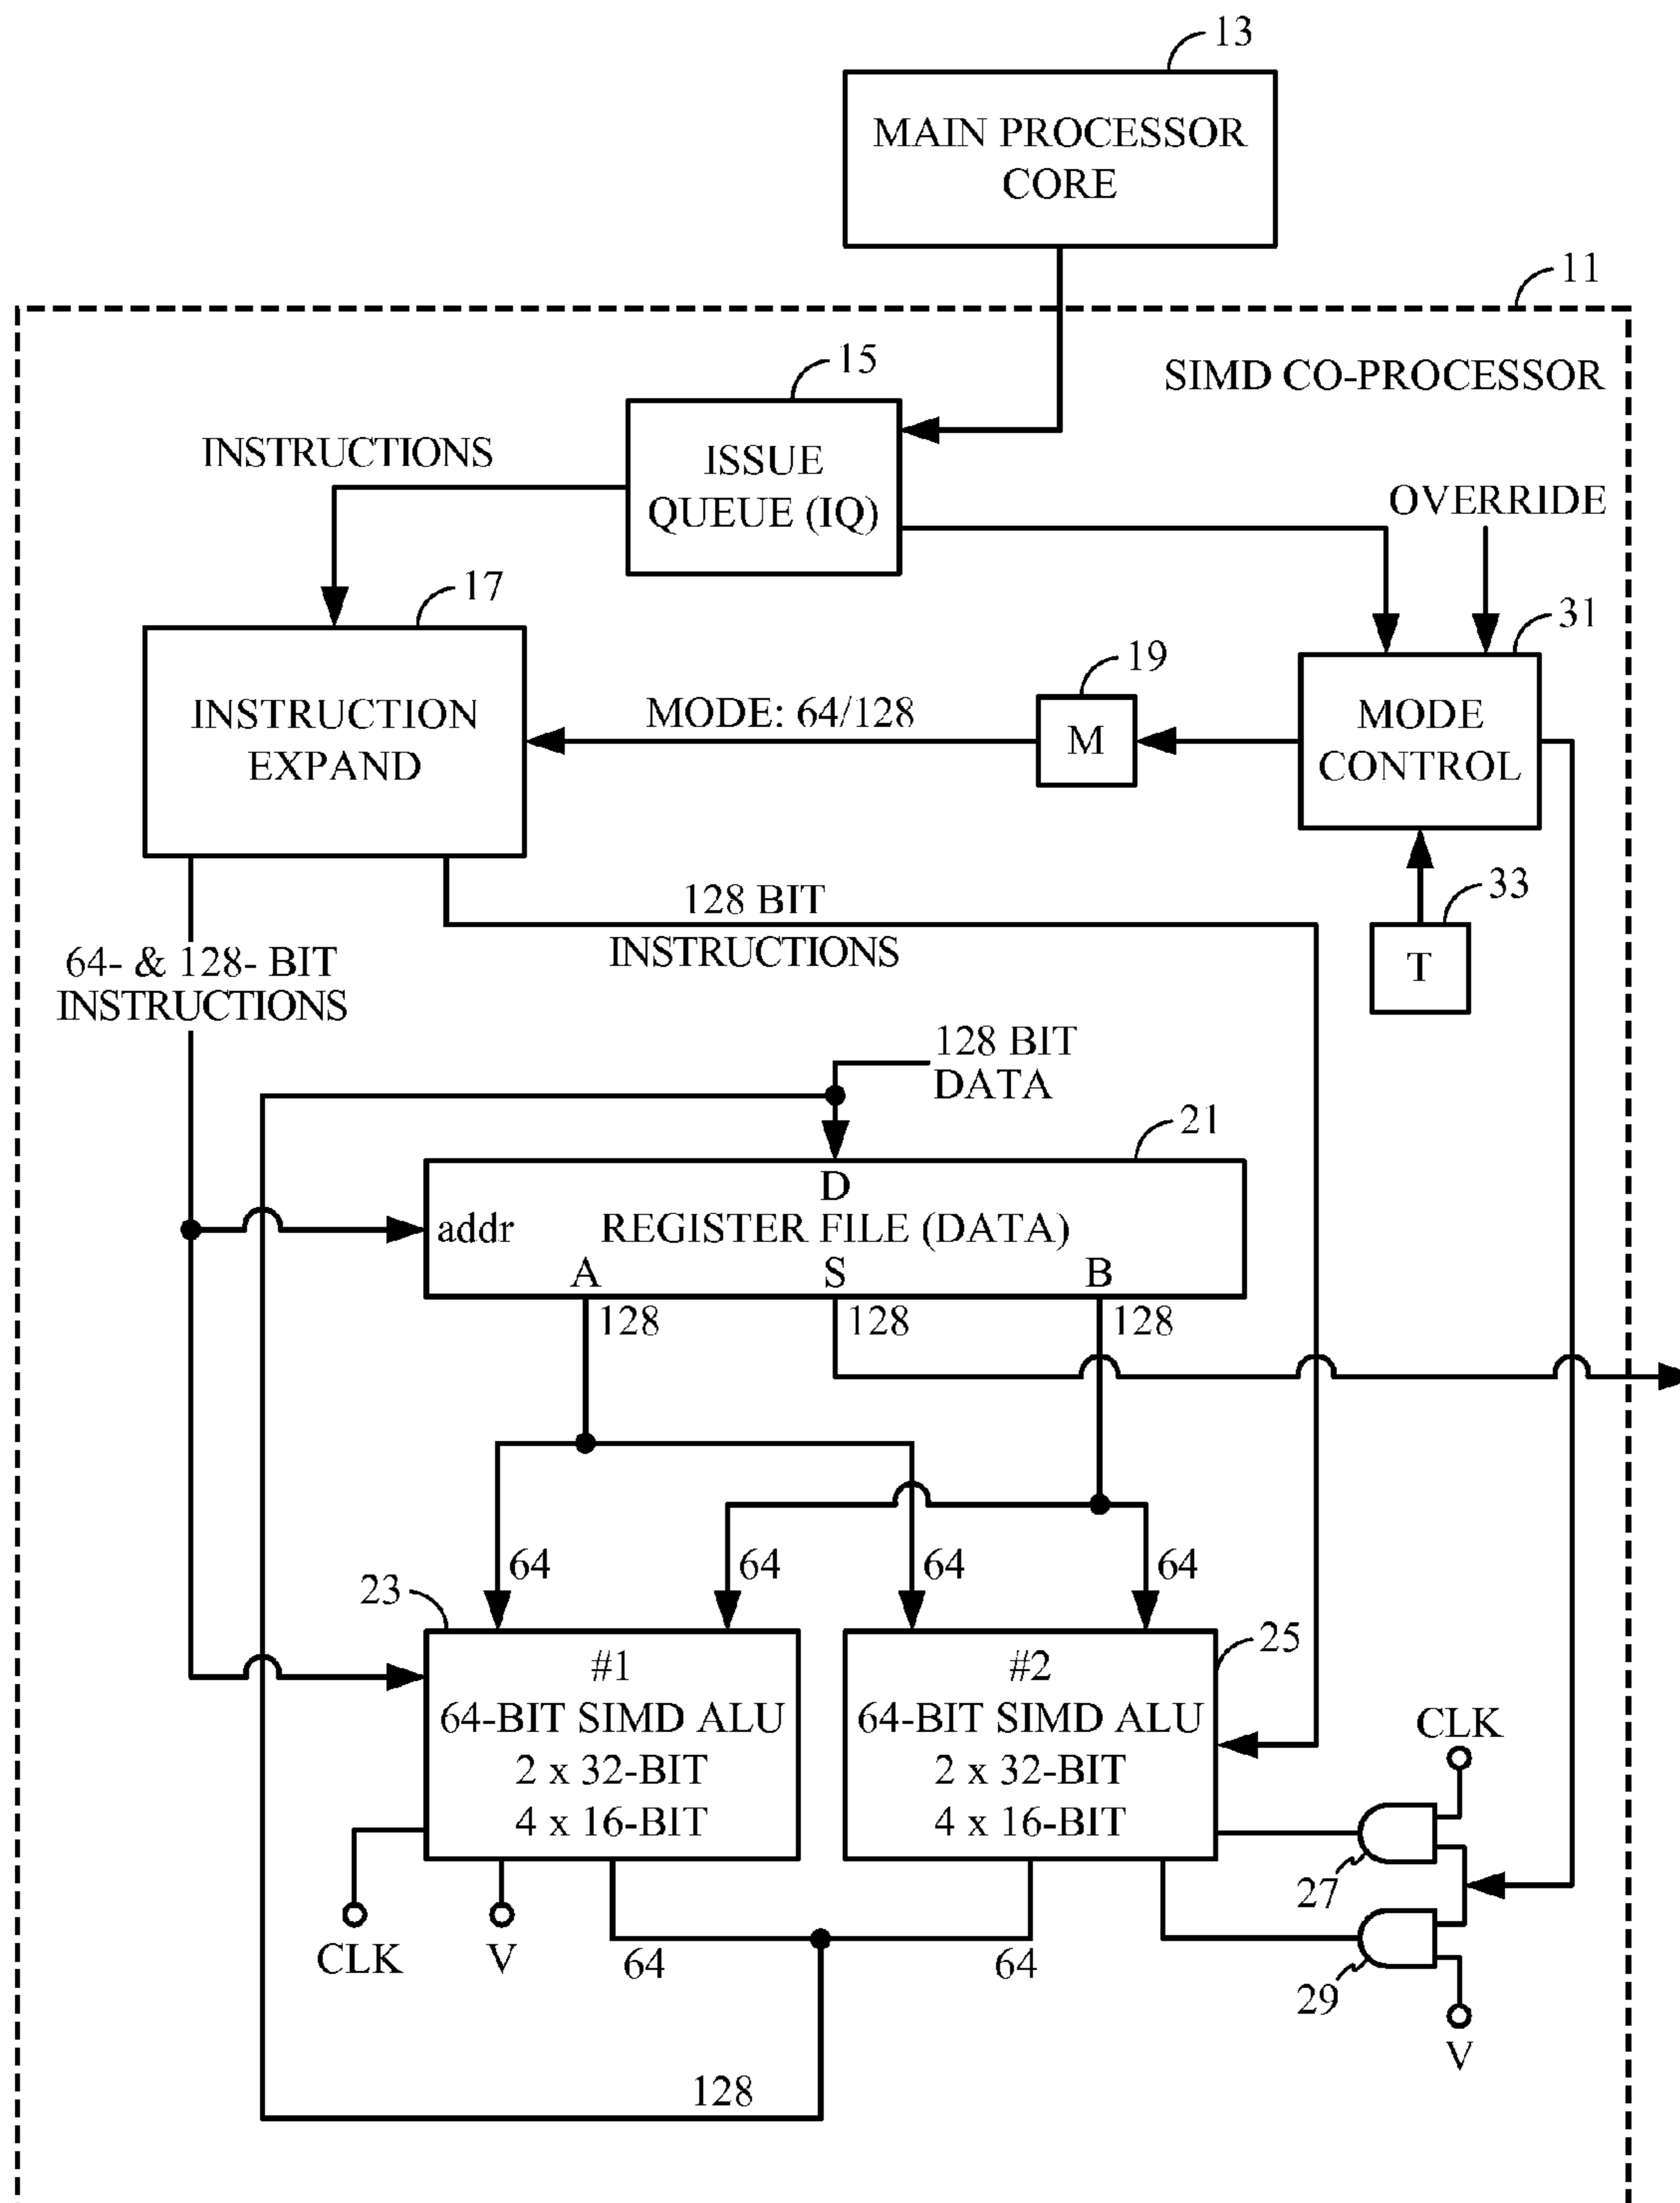 13
MAIN PROCESSOR
CORE
11
SIMD CO-PROCESSOR
15
ISSUE
QUEUE (IQ)
INSTRUCTIONS
OVERRIDE
17
INSTRUCTION
EXPAND
MODE: 64/128
19
M
31
MODE
CONTROL
33
T
128 BIT
INSTRUCTIONS
64- & 128- BIT
INSTRUCTIONS
128 BIT
DATA
21
D
addr
REGISTER FILE (DATA)
A
S
B
128
128
128
64
64
64
64
23
#1
64-BIT SIMD ALU
2 x 32-BIT
4 x 16-BIT
25
#2
64-BIT SIMD ALU
2 x 32-BIT
4 x 16-BIT
CLK
27
CLK
V
64
64
29
V
128